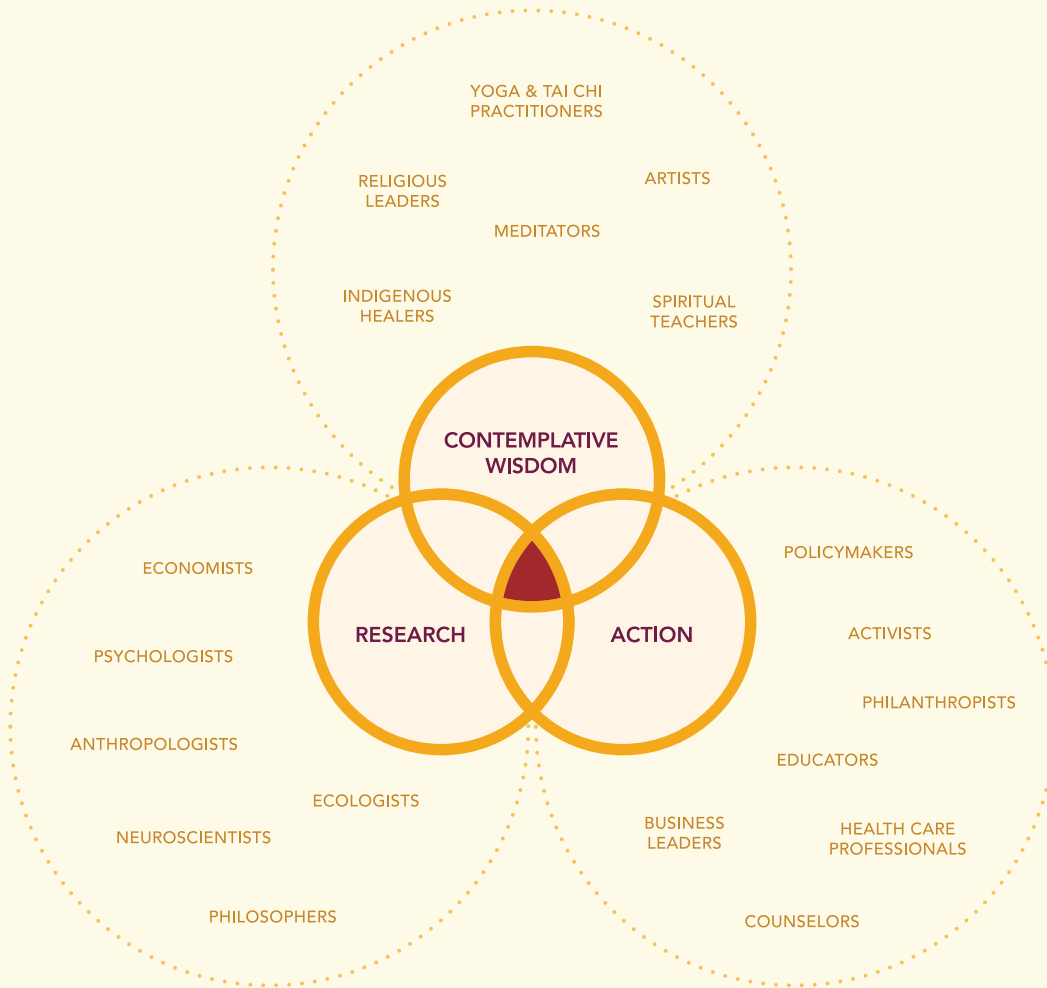 YOGA & TAI CHI
PRACTITIONERS
RELIGIOUS
LEADERS
ARTISTS
MEDITATORS
INDIGENOUS
HEALERS
SPIRITUAL
TEACHERS
CONTEMPLATIVE
WISDOM
RESEARCH
ACTION
ECONOMISTS
PSYCHOLOGISTS
ANTHROPOLOGISTS
ECOLOGISTS
NEUROSCIENTISTS
PHILOSOPHERS
POLICYMAKERS
ACTIVISTS
PHILANTHROPISTS
EDUCATORS
BUSINESS
LEADERS
HEALTH CARE
PROFESSIONALS
COUNSELORS